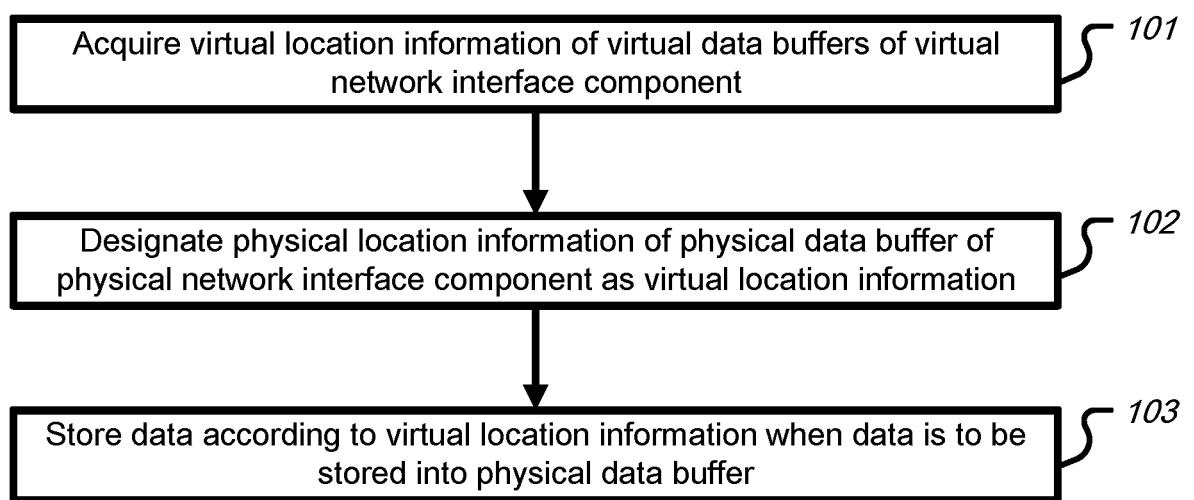 Acquire virtual location information of virtual data buffers of virtual
network interface component
101
Designate physical location information of physical data buffer of
physical network interface component as virtual location information
102
Store data according to virtual location information when data is to be
stored into physical data buffer
103